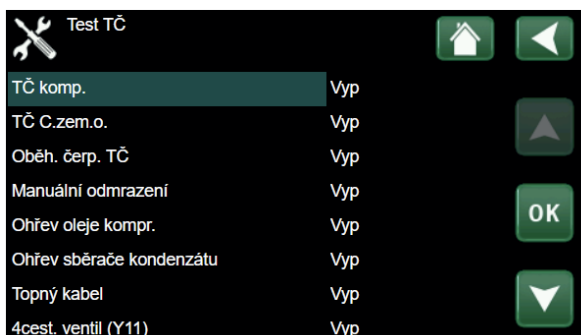 Test TČ
TČ komp. Vyp
TČ C.zem.o. Vyp
Oběh. čerp. TČ Vyp
Manuální odmrazení Vyp
Ohřev oleje kompr. Vyp
OK
Ohřev sběrače kondenzátu Vyp
Topný kabel Vyp
4cest. ventil (Y11) Vyp